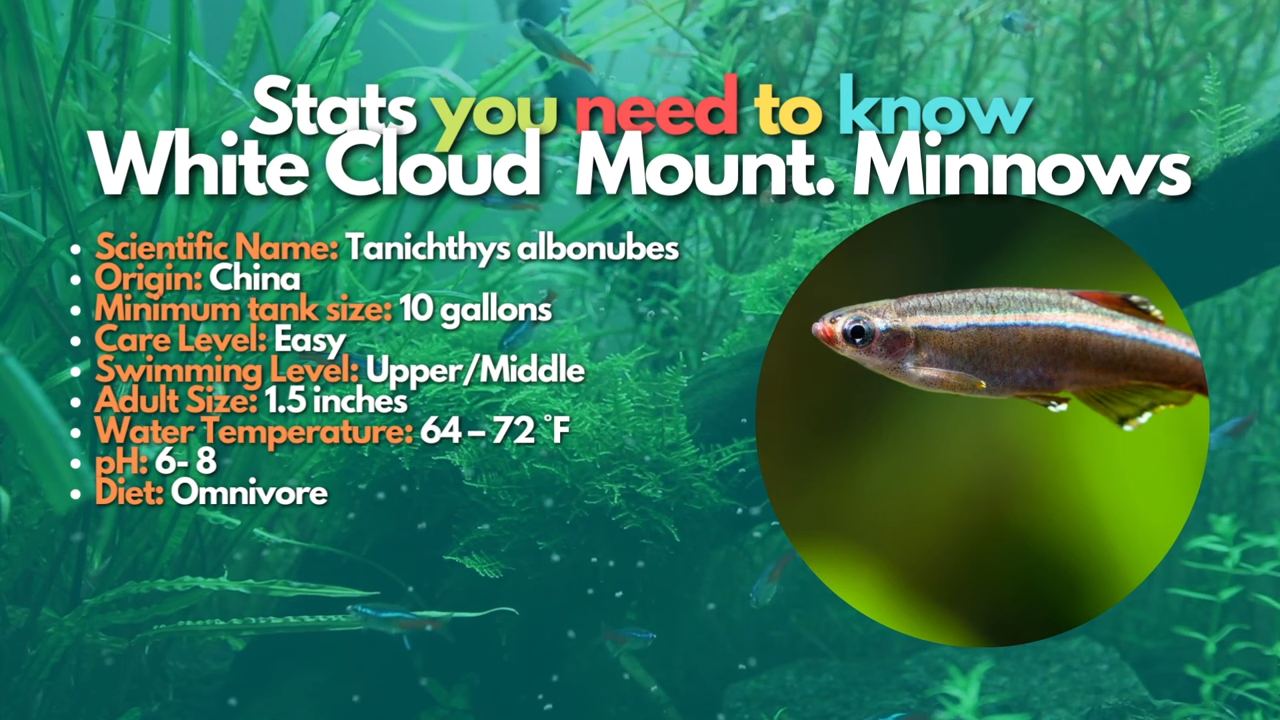 Stats you need to know
White Cloud Mount. Minnows
• Scientific Name: Tanichthys albonubes
• Origin: China
• Minimum tank size: 10 gallons
• Care Level: Easy
• Swimming Level: Upper/Middle
• Adult Size: 1.5 inches
• Water Temperature: 64 – 72 °F
• pH: 6- 8
• Diet: Omnivore